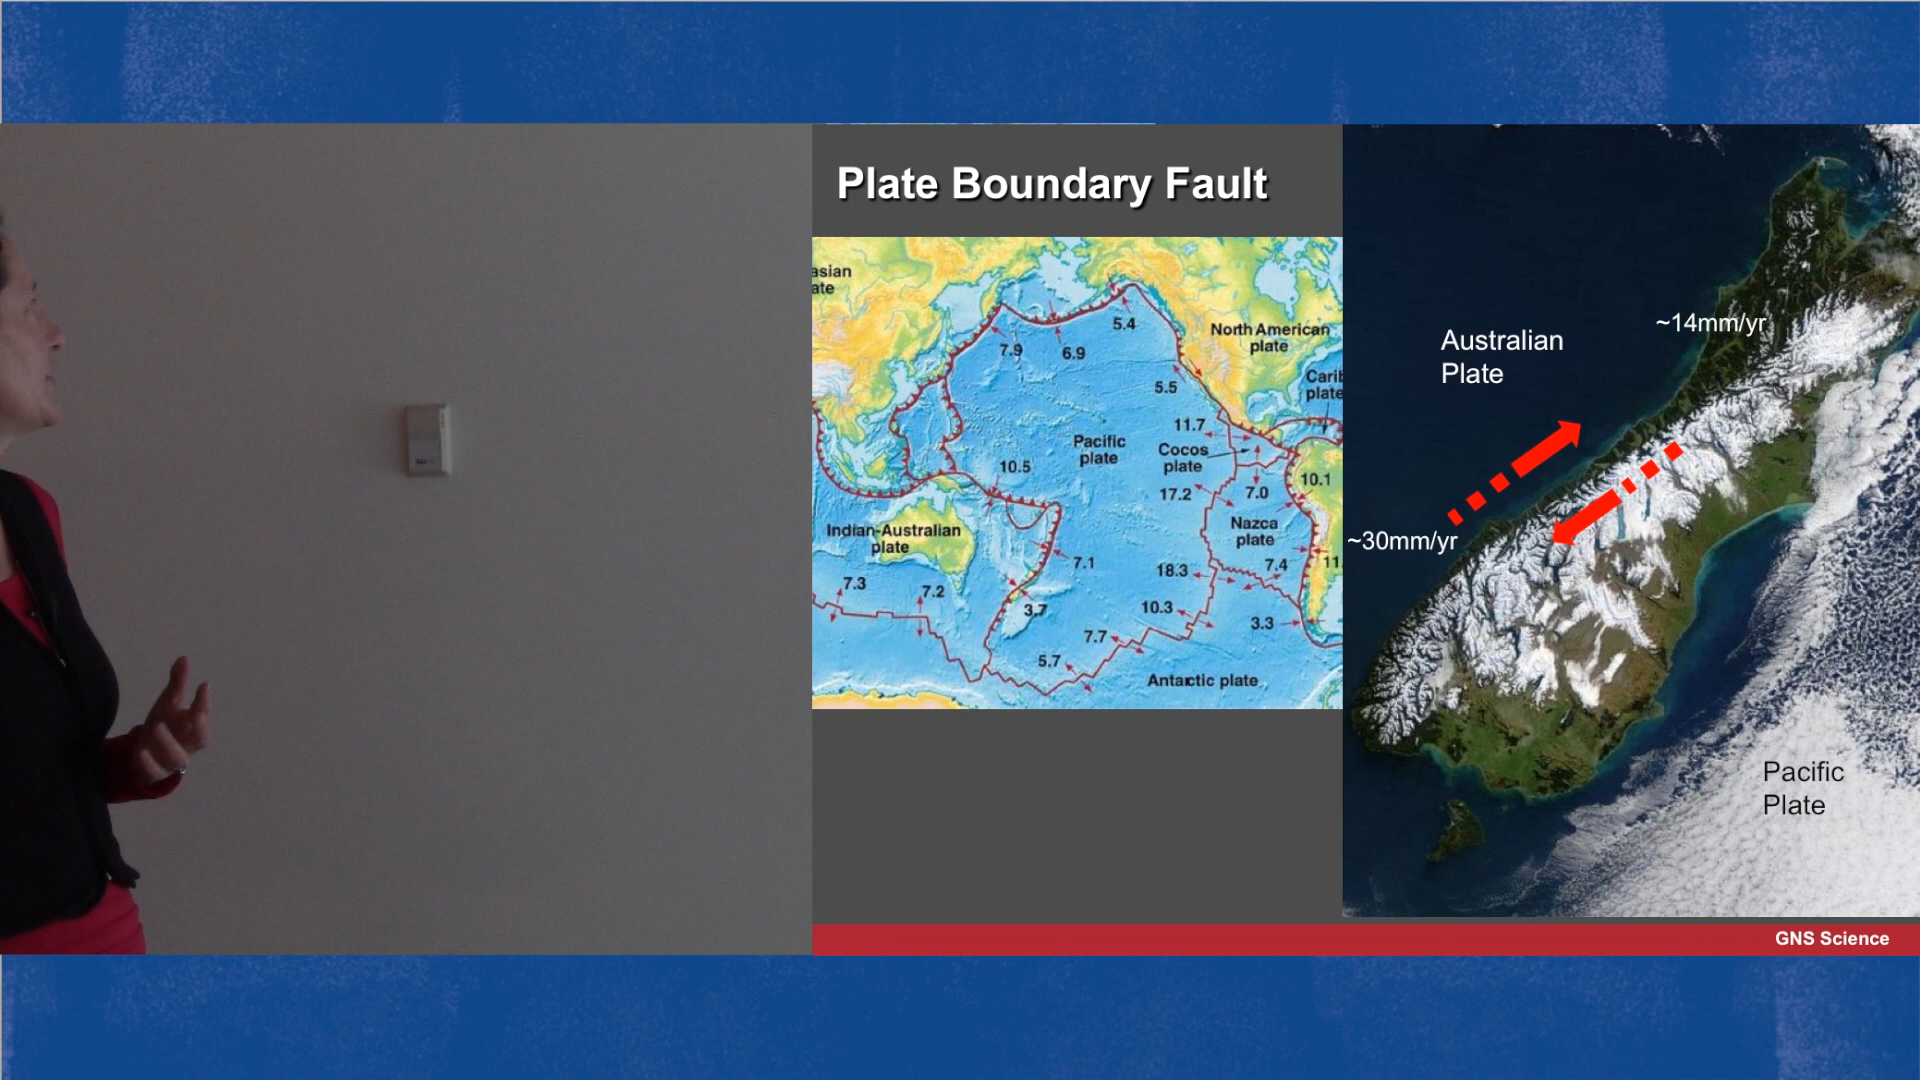 Plate Boundary Fault
asian
ate
5.4
North American
plate
7.9
6.9
5.5
Carib
plate
11.7
Pacific
plate
Cocos
plate
10.5
10.1
17.2
7.0
Indian-Australian
plate
Nazca
plate
7.1
7.4
11.
18.3
7.3
7.2
3.7
10.3
3.3
7.7
5.7
Antarctic plate
~14mm/yr
Australian
Plate
~30mm/yr
Pacific
Plate
GNS Science